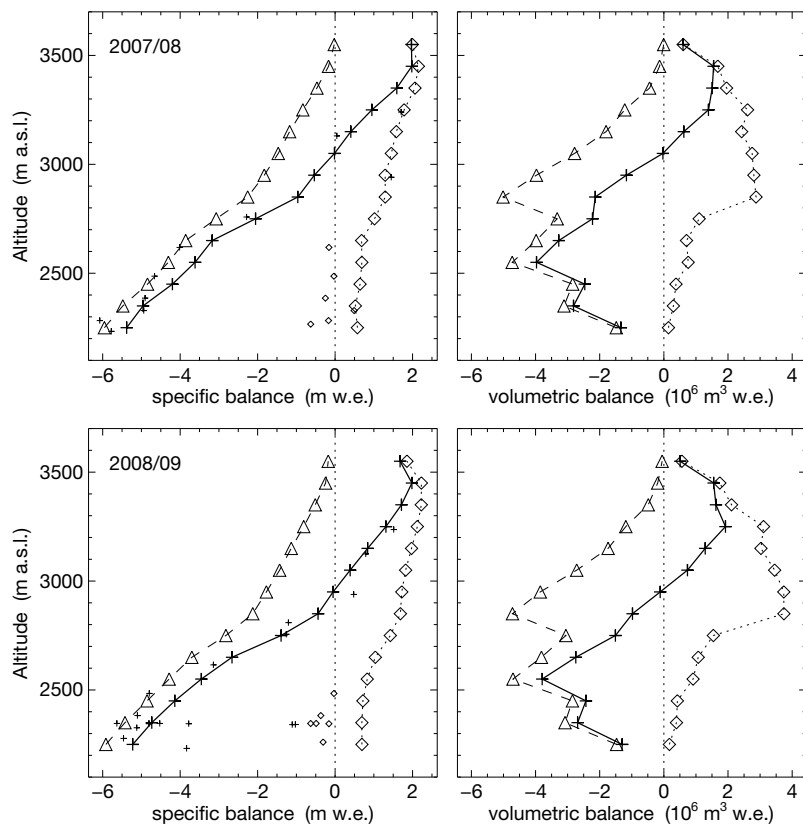 2007/08
3500
3000
2500
Altitude (m a.s.l.)
−6 −4 −2 0 2
specific balance (m w.e.)
−6 −4 −2 0 2 4
volumetric balance (10⁶ m³ w.e.)
2008/09
3500
3000
2500
Altitude (m a.s.l.)
−6 −4 −2 0 2
specific balance (m w.e.)
−6 −4 −2 0 2 4
volumetric balance (10⁶ m³ w.e.)